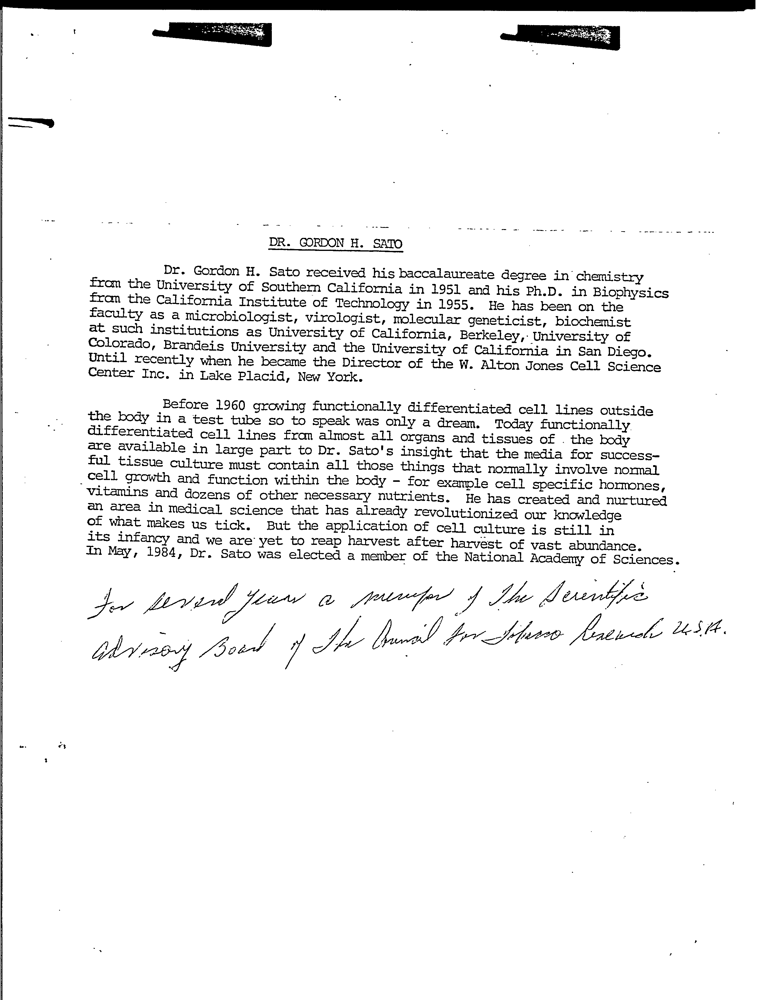 DR. GORDON H. SATO
Dr. Gordon H. Sato received his baccalaureate degree in chemistry
from the University of Southern California in 1951 and his Ph.D. in Biophysics
from the California Institute of Technology in 1955. He has been on the
faculty as a microbiologist, virologist, molecular geneticist, biochemist
at such institutions as University of California, Berkeley, University of
Colorado, Brandeis University and the University of California in San Diego.
Until recently when he became the Director of the W. Alton Jones Cell Science
Center Inc. in Lake Placid, New York.
Before 1960 growing functionally differentiated cell lines outside
the body in a test tube so to speak was only a dream. Today functionally
differentiated cell lines from almost all organs and tissues of the body
are available in large part to Dr. Sato's insight that the media for success-
ful tissue culture must contain all those things that normally involve normal
cell growth and function within the body - for example cell specific hormones,
vitamins and dozens of other necessary nutrients. He has created and nurtured
an area in medical science that has already revolutionized our knowledge
of what makes us tick. But the application of cell culture is still in
its infancy and we are yet to reap harvest after harvest of vast abundance.
In May, 1984, Dr. Sato was elected a member of the National Academy of Sciences.
For several years a member of The Scientific
advisory Board of The Council for Tobacco Research U.S.A.